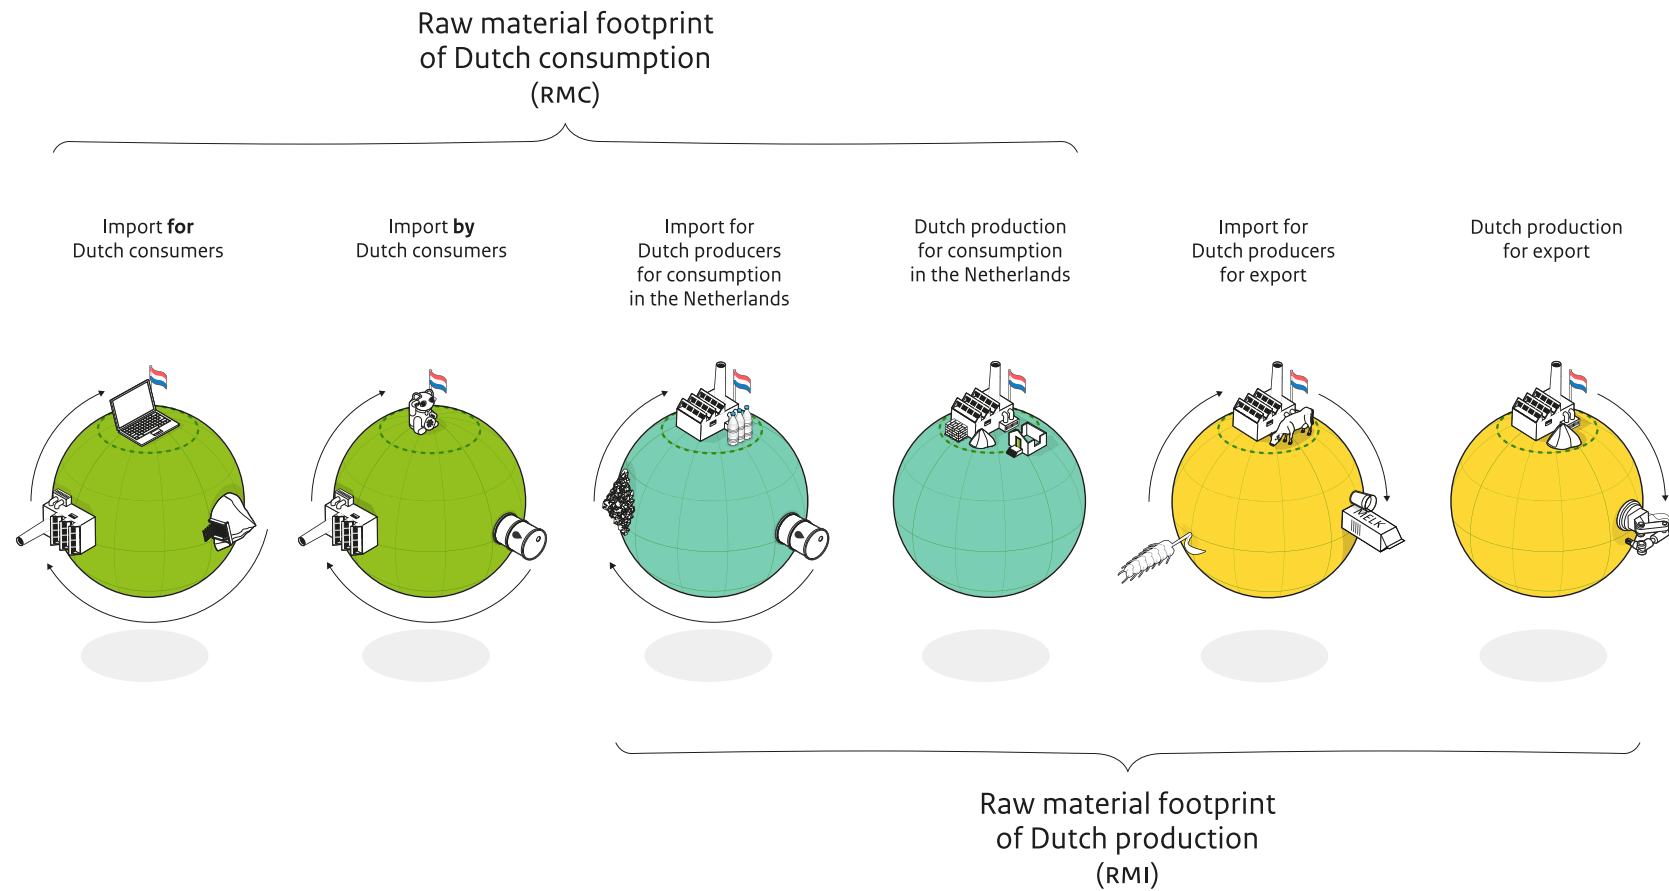 Raw material footprint
of Dutch consumption
(RMC)
Import for
Dutch consumers
Import by
Dutch consumers
Import for
Dutch producers
for consumption
in the Netherlands
Dutch production
for consumption
in the Netherlands
Import for
Dutch producers
for export
Dutch production
for export
MELK
Raw material footprint
of Dutch production
(RMI)